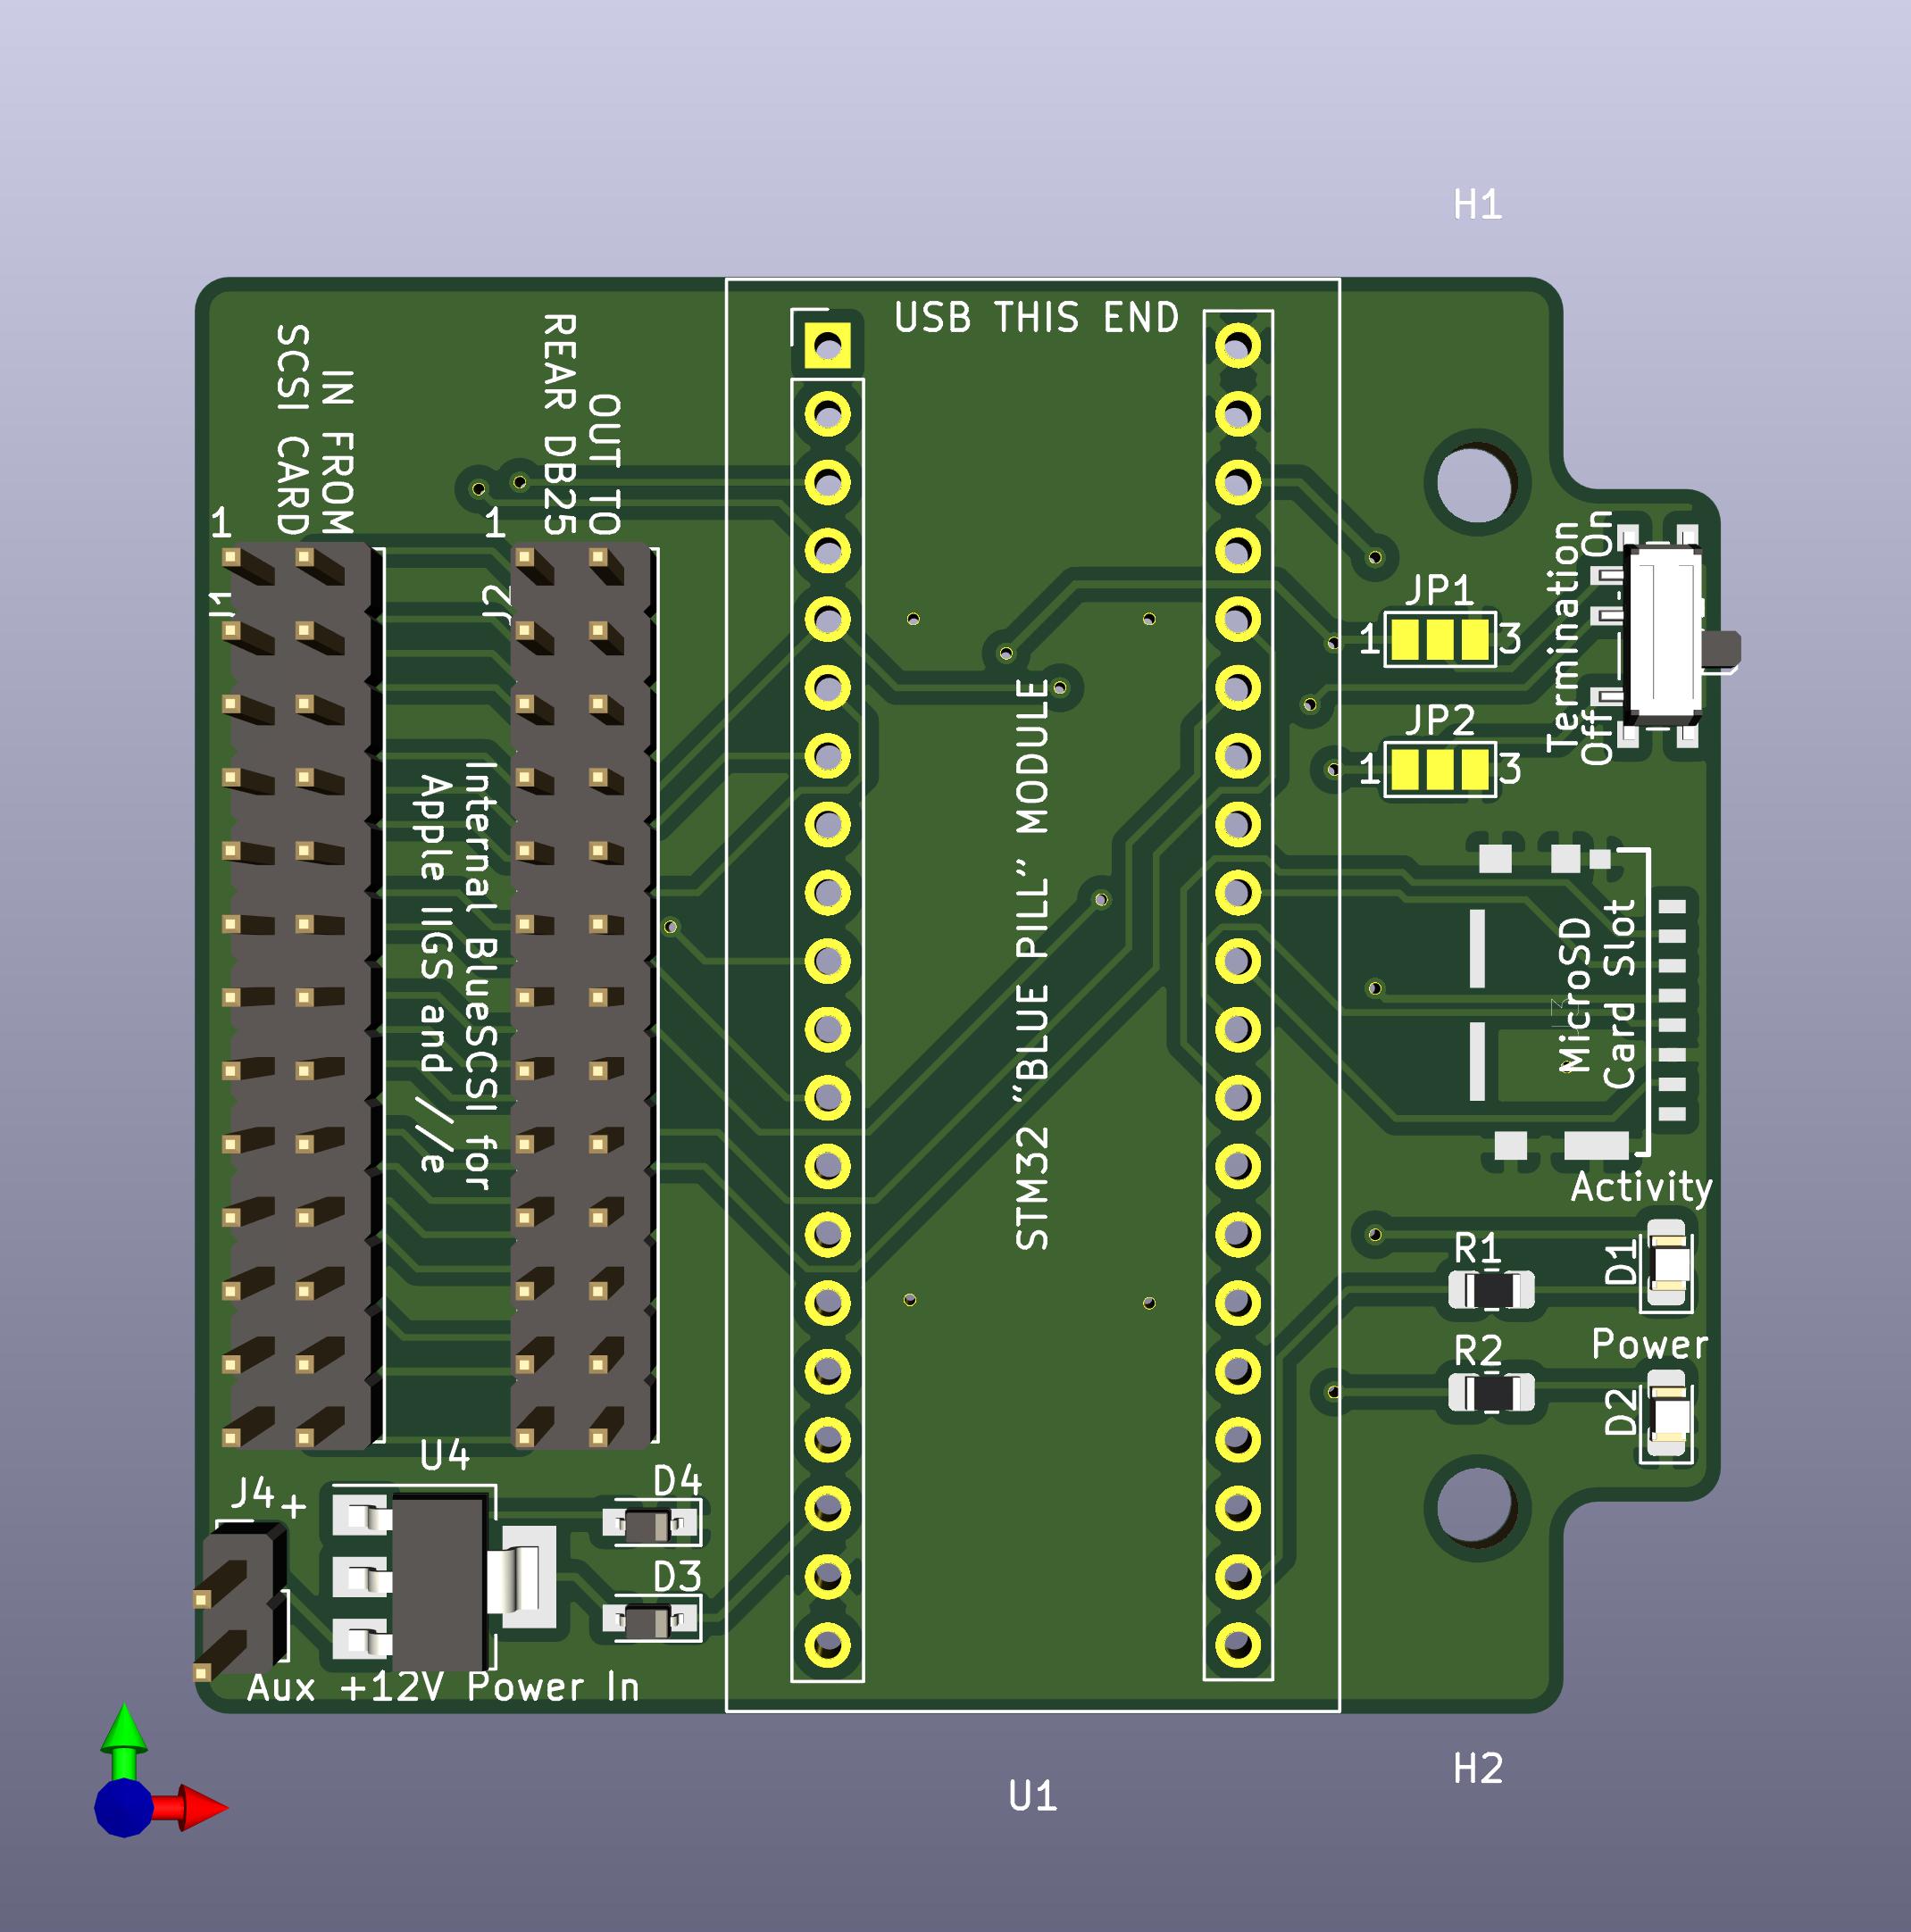 H1
USB THIS END
IN FROM
SCSI CARD
OUT TO
REAR DB25
1
1
J2
Termination
On
Off
JP1
1
3
JP2
1
3
Internal BlueSCSI for
Apple IIGS and //e
STM32 "BLUE PILL" MODULE
MicroSD
Card Slot
Activity
R1
D1
Power
R2
D2
U4
J4
+
D4
D3
Aux +12V Power In
H2
U1